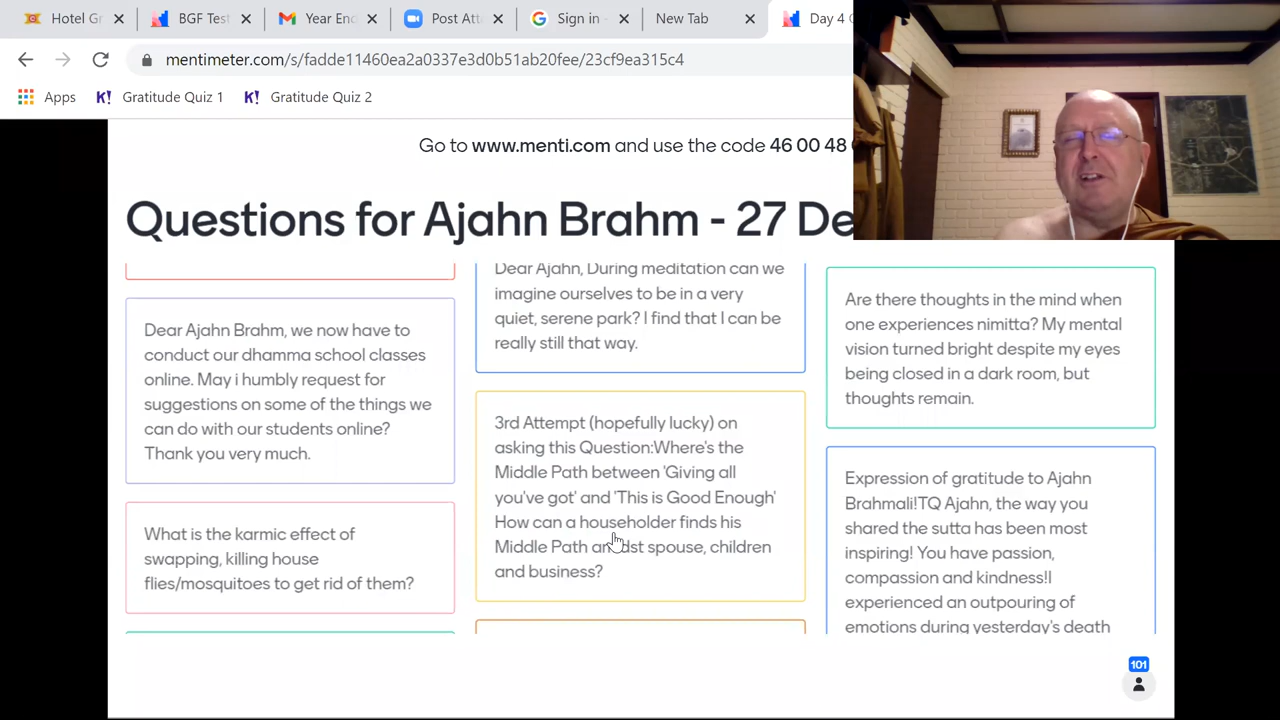 Hotel Gr
BGF Test
Year End
Post Atte
Sign in -
New Tab
Day 4
mentimeter.com/s/fadde11460ea2a0337e3d0b51ab20fee/23cf9ea315c4
Apps
Gratitude Quiz 1
Gratitude Quiz 2
Go to www.menti.com and use the code 46 00 48
Questions for Ajahn Brahm - 27 De
Dear Ajahn Brahm, we now have to
conduct our dhamma school classes
online. May i humbly request for
suggestions on some of the things we
can do with our students online?
Thank you very much.
What is the karmic effect of
swapping, killing house
flies/mosquitoes to get rid of them?
Dear Ajahn, During meditation can we
imagine ourselves to be in a very
quiet, serene park? I find that I can be
really still that way.
3rd Attempt (hopefully lucky) on
asking this Question:Where's the
Middle Path between 'Giving all
you've got' and 'This is Good Enough'
How can a householder finds his
Middle Path amidst spouse, children
and business?
Are there thoughts in the mind when
one experiences nimitta? My mental
vision turned bright despite my eyes
being closed in a dark room, but
thoughts remain.
Expression of gratitude to Ajahn
Brahmali!TQ Ajahn, the way you
shared the sutta has been most
inspiring! You have passion,
compassion and kindness!I
experienced an outpouring of
emotions during yesterday's death
101